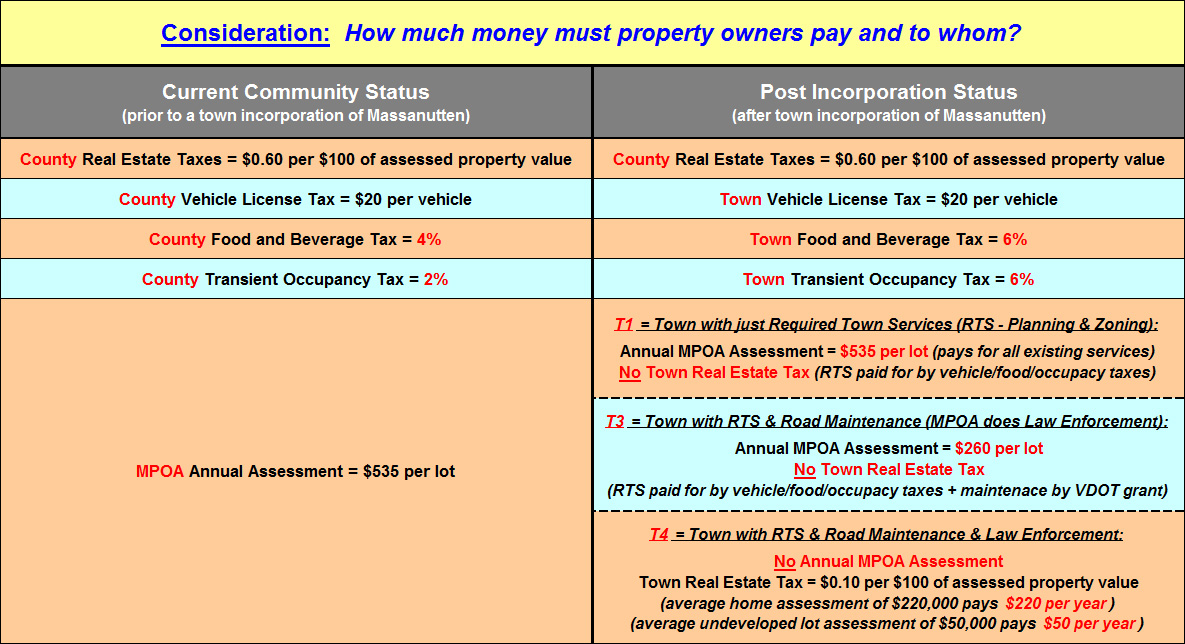 Consideration: How much money must property owners pay and to whom?
Current Community Status
(prior to a town incorporation of Massanutten)
Post Incorporation Status
(after town incorporation of Massanutten)
County Real Estate Taxes = $0.60 per $100 of assessed property value
County Real Estate Taxes = $0.60 per $100 of assessed property value
County Vehicle License Tax = $20 per vehicle
Town Vehicle License Tax = $20 per vehicle
County Food and Beverage Tax = 4%
Town Food and Beverage Tax = 6%
County Transient Occupancy Tax = 2%
Town Transient Occupancy Tax = 6%
MPOA Annual Assessment = $535 per lot
T1 = Town with just Required Town Services (RTS - Planning & Zoning):
Annual MPOA Assessment = $535 per lot (pays for all existing services)
No Town Real Estate Tax (RTS paid for by vehicle/food/occupacy taxes)
T3 = Town with RTS & Road Maintenance (MPOA does Law Enforcement):
Annual MPOA Assessment = $260 per lot
No Town Real Estate Tax
(RTS paid for by vehicle/food/occupacy taxes + maintenace by VDOT grant)
T4 = Town with RTS & Road Maintenance & Law Enforcement:
No Annual MPOA Assessment
Town Real Estate Tax = $0.10 per $100 of assessed property value
(average home assessment of $220,000 pays $220 per year )
(average undeveloped lot assessment of $50,000 pays $50 per year )